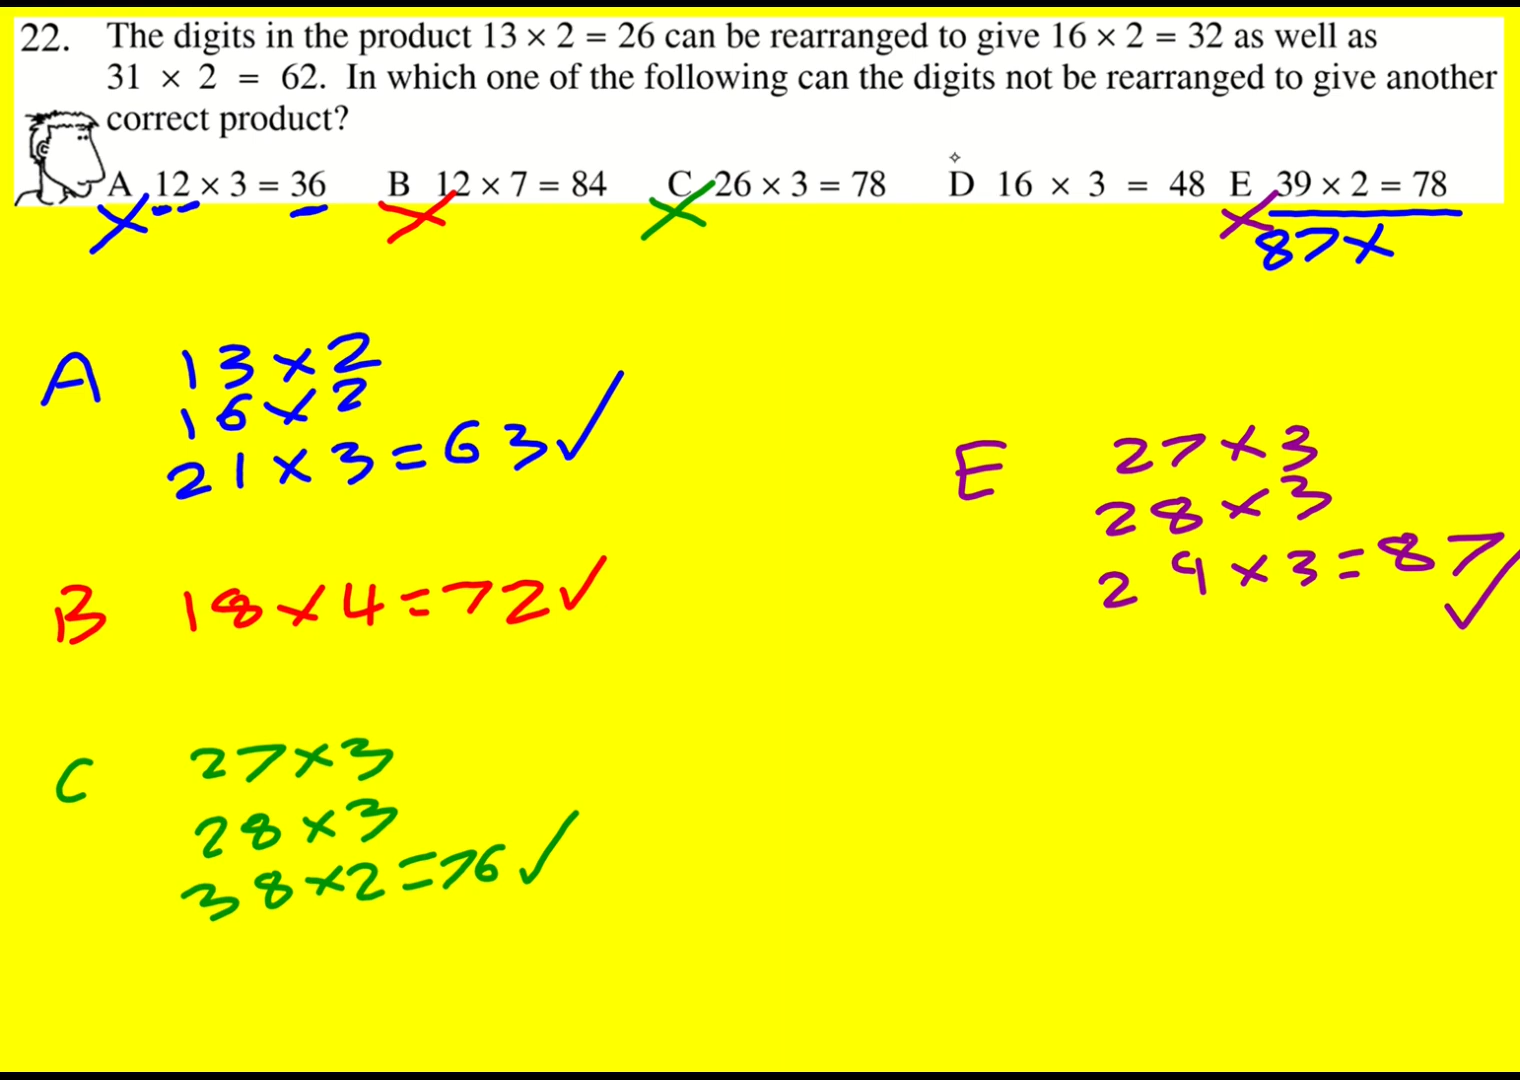 22. The digits in the product 13 × 2 = 26 can be rearranged to give 16 × 2 = 32 as well as
31 × 2 = 62. In which one of the following can the digits not be rearranged to give another
correct product?
A 12 × 3 = 36 B 12 × 7 = 84 C 26 × 3 = 78 D 16 × 3 = 48 E 39 × 2 = 78
87×
A 13×2
16×2
21×3=63✓
B 18×4=72✓
C 27×3
28×3
38×2=76✓
E 27×3
28×3
29×3=87✓